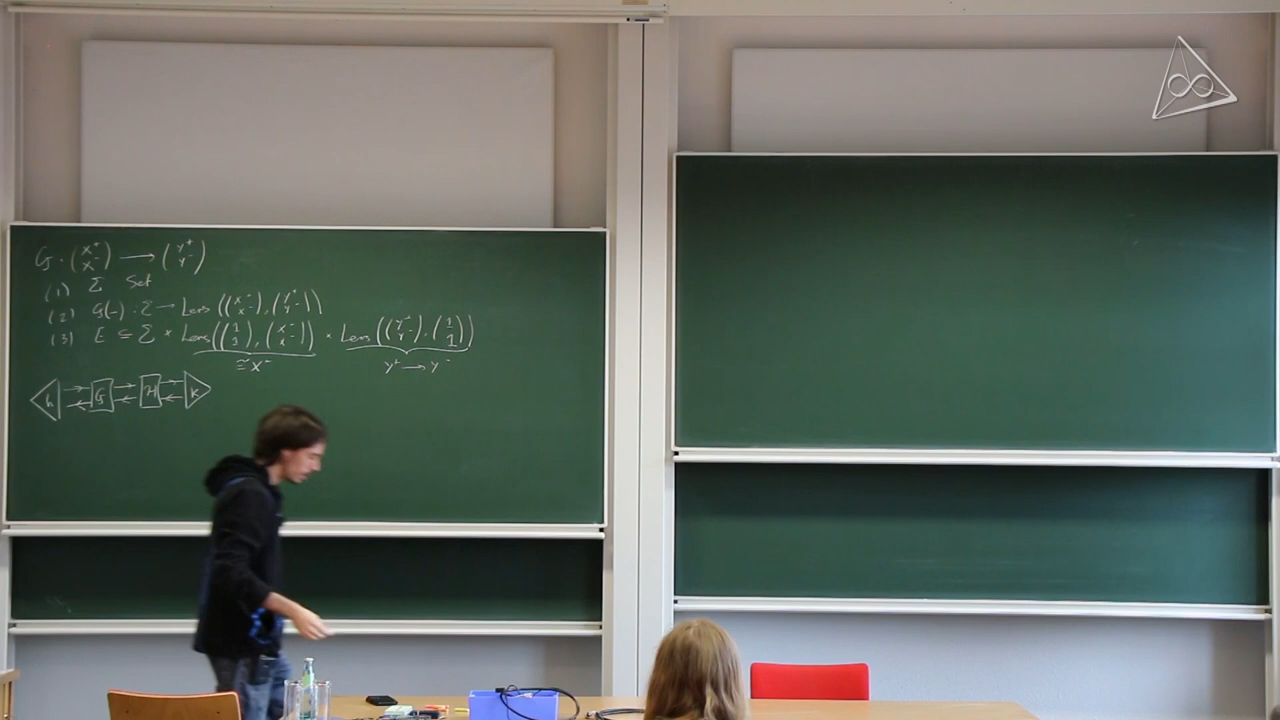 G : (x⁺ x⁻) → (y⁺ y⁻)
(1) Σ Set
(2) G(-) : Σ → Lens ((x⁺ x⁻), (y⁺ y⁻))
(3) E ⊆ Σ × Lens((1 1), (x⁺ x⁻)) × Lens((y⁺ y⁻), (1 1))
≅ x⁺ y⁺ → y⁻
h G H k